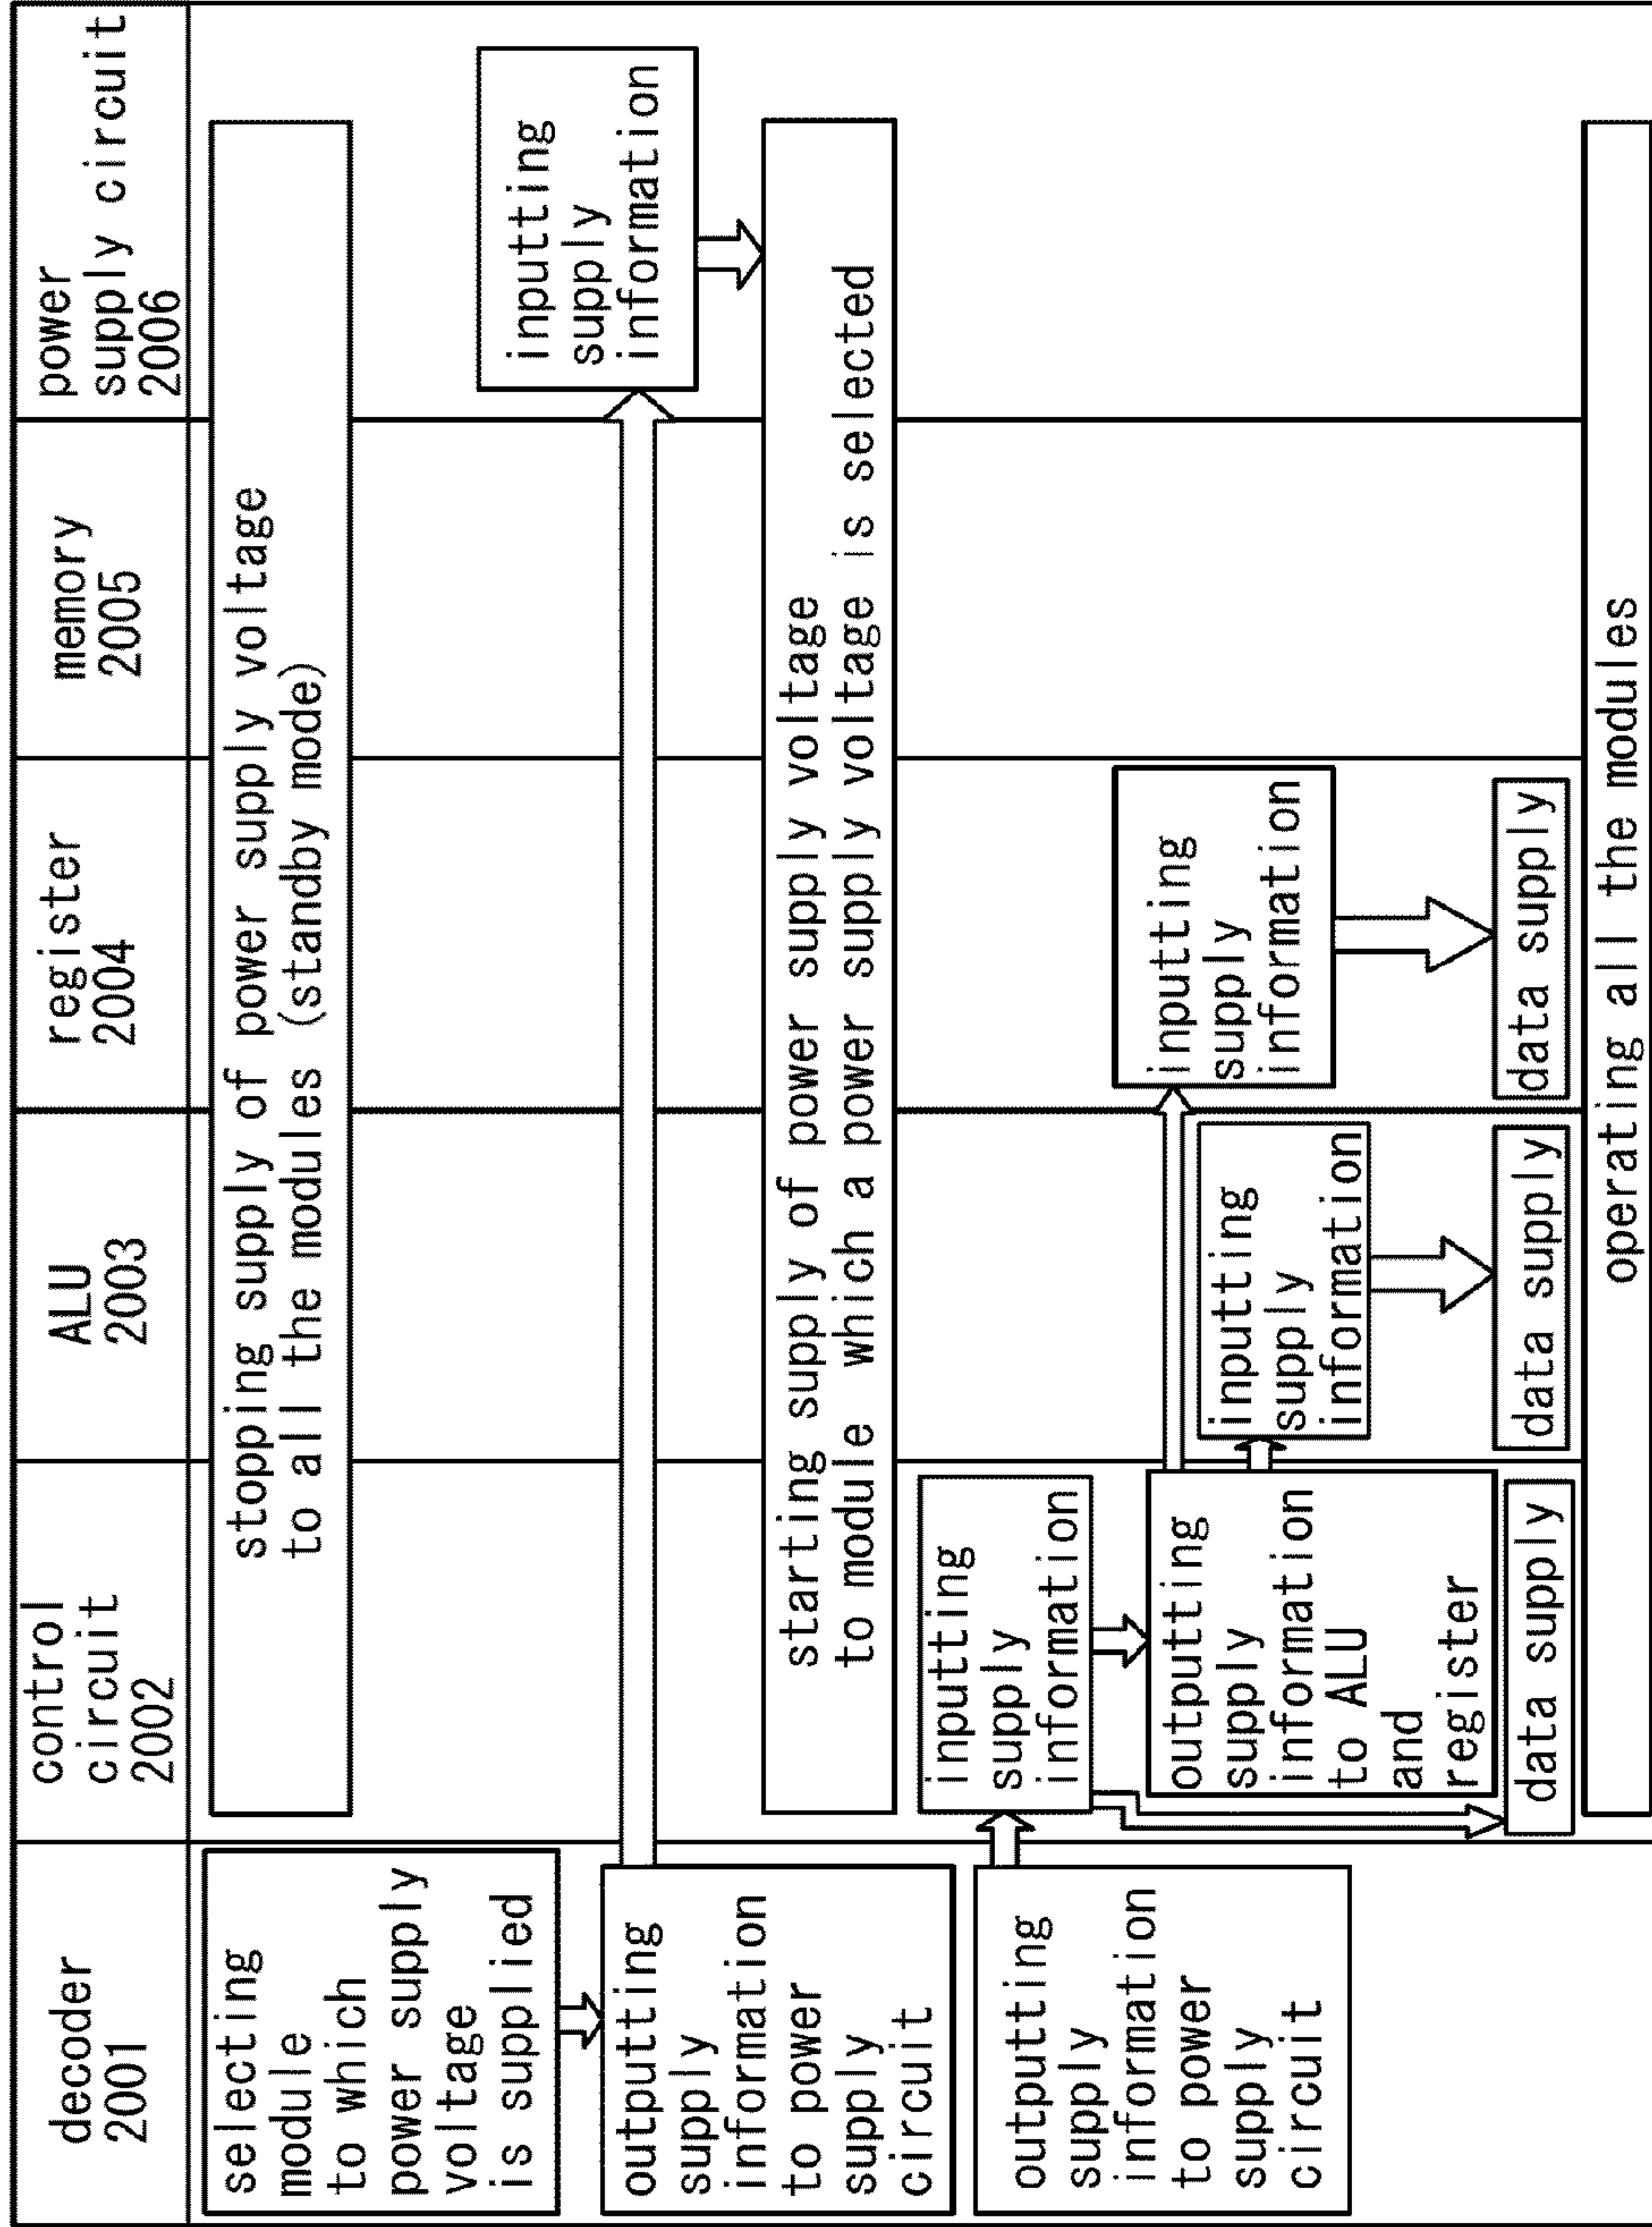 decoder
2001
control
circuit
2002
ALU
2003
register
2004
memory
2005
power
supply circuit
2006
selecting
module
to which
power supply
voltage
is supplied
stopping supply of power supply voltage
to all the modules (standby mode)
outputting
supply
information
to power
supply
circuit
inputting
supply
information
starting supply of power supply voltage
to module which a power supply voltage is selected
outputting
supply
information
to power
supply
circuit
inputting
supply
information
outputting
supply
information
to ALU
and
register
inputting
supply
information
inputting
supply
information
data supply
data supply
data supply
operating all the modules